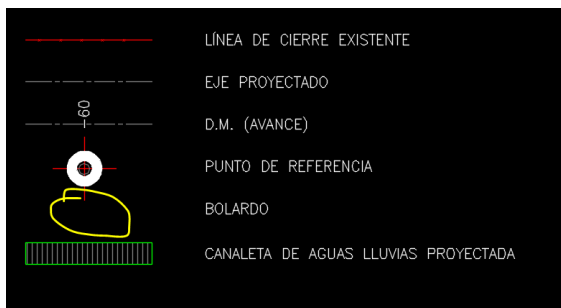 LÍNEA DE CIERRE EXISTENTE
EJE PROYECTADO
60
D.M. (AVANCE)
PUNTO DE REFERENCIA
BOLARDO
CANALETA DE AGUAS LLUVIAS PROYECTADA